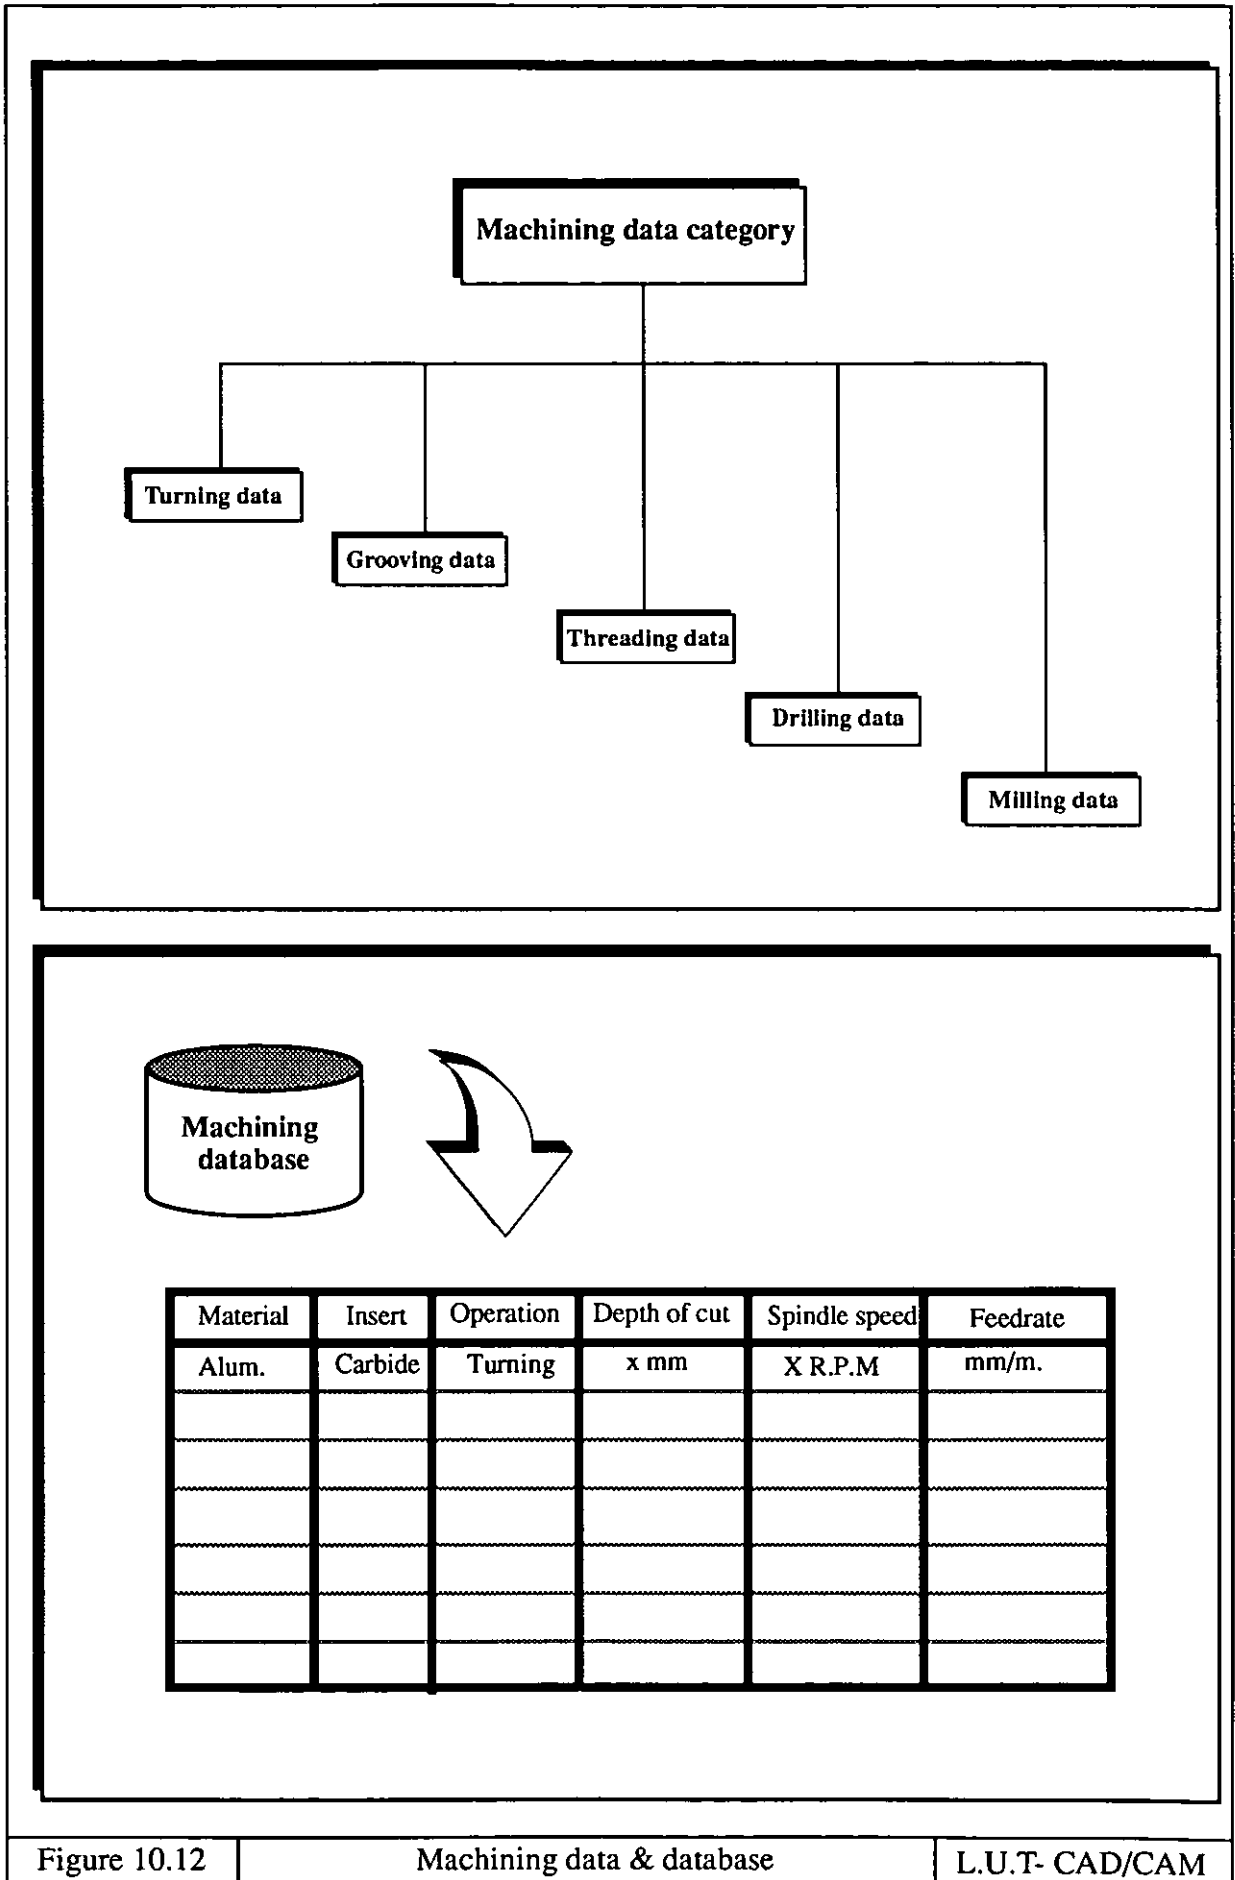 Machining data category
Turning data
Grooving data
Threading data
Drilling data
Milling data
Machining
database
Material Insert Operation Depth of cut Spindle speed Feedrate
Alum. Carbide Turning x mm X R.P.M mm/m.
Figure 10.12 Machining data & database L.U.T- CAD/CAM